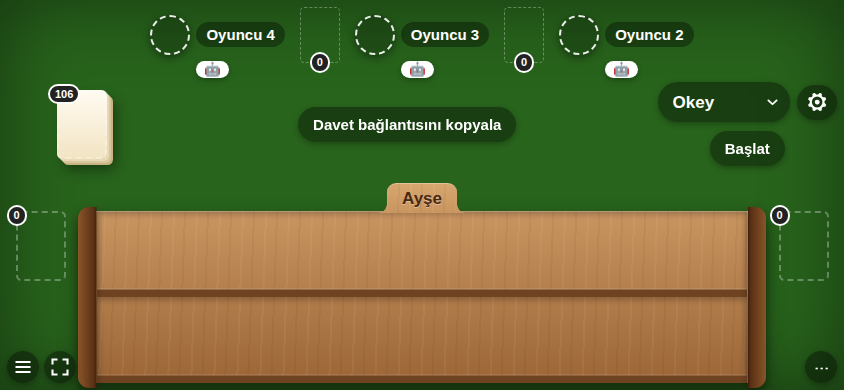 Oyuncu 4
0
Oyuncu 3
0
Oyuncu 2
106
Davet bağlantısını kopyala
Okey
Başlat
Ayşe
0
0
...